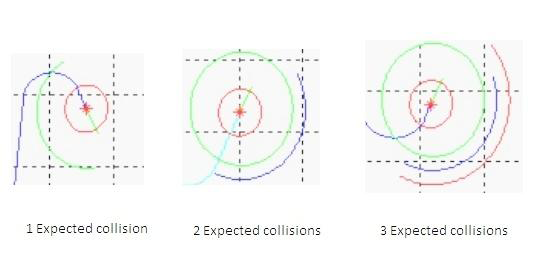 1 Expected collision
2 Expected collisions
3 Expected collisions